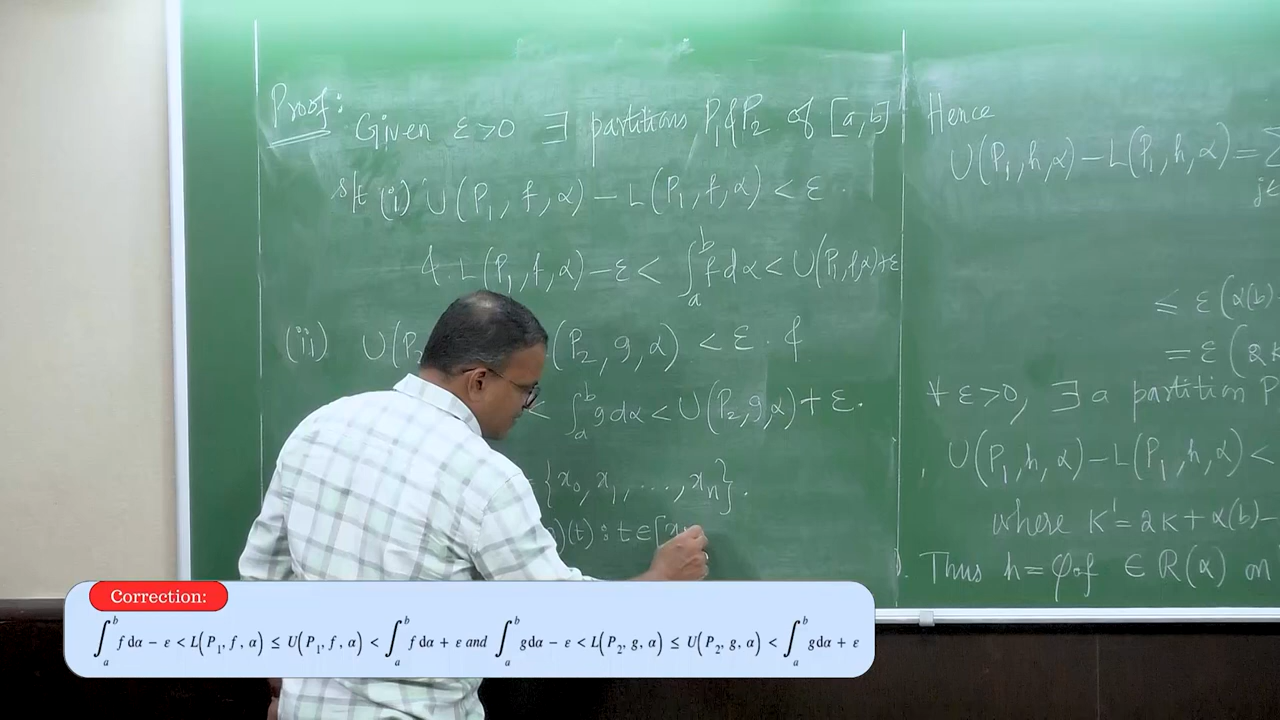 Proof: Given ε>0 ∃ partitions P₁ & P₂ of [a,b]
s/t (i) U(P₁, f, α) – L(P₁, f, α) < ε.
& L(P₁, f, α) – ε < ∫ₐᵇ f dα < U(P₁, f, α) + ε
(ii) U(P₂ (P₂, g, α) < ε. &
< ∫ₐᵇ g dα < U(P₂, g, α) + ε.
{x₀, x₁, ..., xₙ}.
)(t) : t ∈ [x
Hence
U(P₁, h, α) – L(P₁, h, α) = Σ
≤ ε (α(b)
= ε (2K
∀ ε>0, ∃ a partition P
U(P₁, h, α) – L(P₁, h, α) <
where K' = 2K + α(b) –
Thus h = φof ∈ R(α) on
Correction:
∫ₐᵇ f dα – ε < L(P₁, f, α) ≤ U(P₁, f, α) < ∫ₐᵇ f dα + ε and ∫ₐᵇ g dα – ε < L(P₂, g, α) ≤ U(P₂, g, α) < ∫ₐᵇ g dα + ε